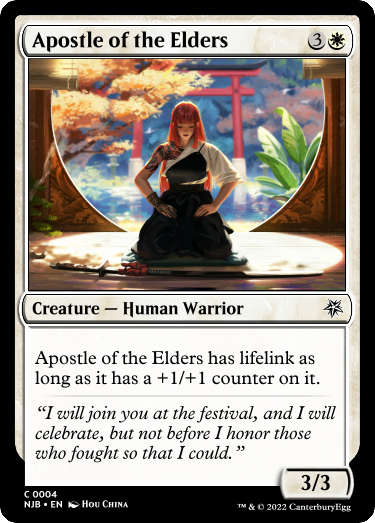 Apostle of the Elders 3
Creature — Human Warrior
Apostle of the Elders has lifelink as
long as it has a +1/+1 counter on it.
“I will join you at the festival, and I will
celebrate, but not before I honor those
who fought so that I could.”
3/3
C 0004
NJB • EN Hou China
™ & © 2022 CanterburyEgg